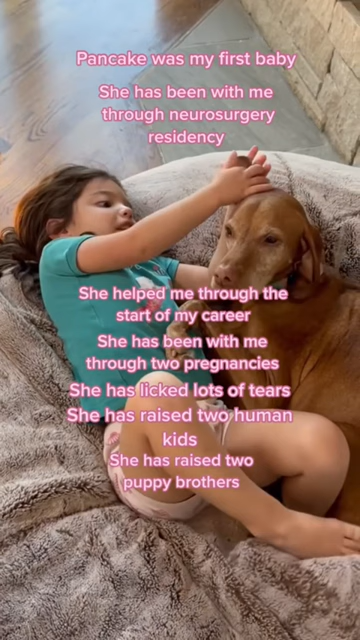 Pancake was my first baby
She has been with me
through neurosurgery
residency
She helped me through the
start of my career
She has been with me
through two pregnancies
She has licked lots of tears
She has raised two human
kids
She has raised two
puppy brothers